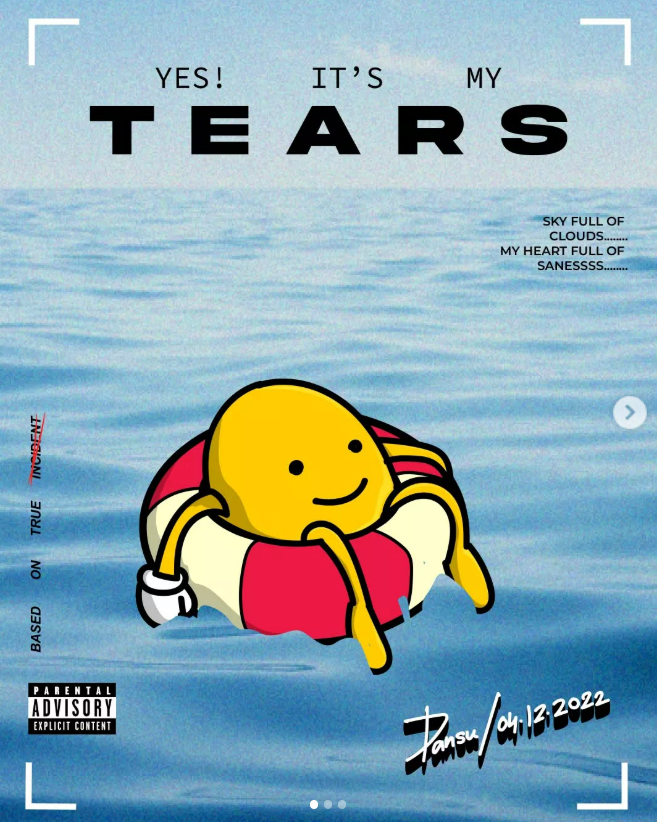 YES! IT’S MY
TEARS
SKY FULL OF
CLOUDS........
MY HEART FULL OF
SANESSSS.......
BASED ON TRUE INCIDENT
PARENTAL
ADVISORY
EXPLICIT CONTENT
Dansu/04.12.2022